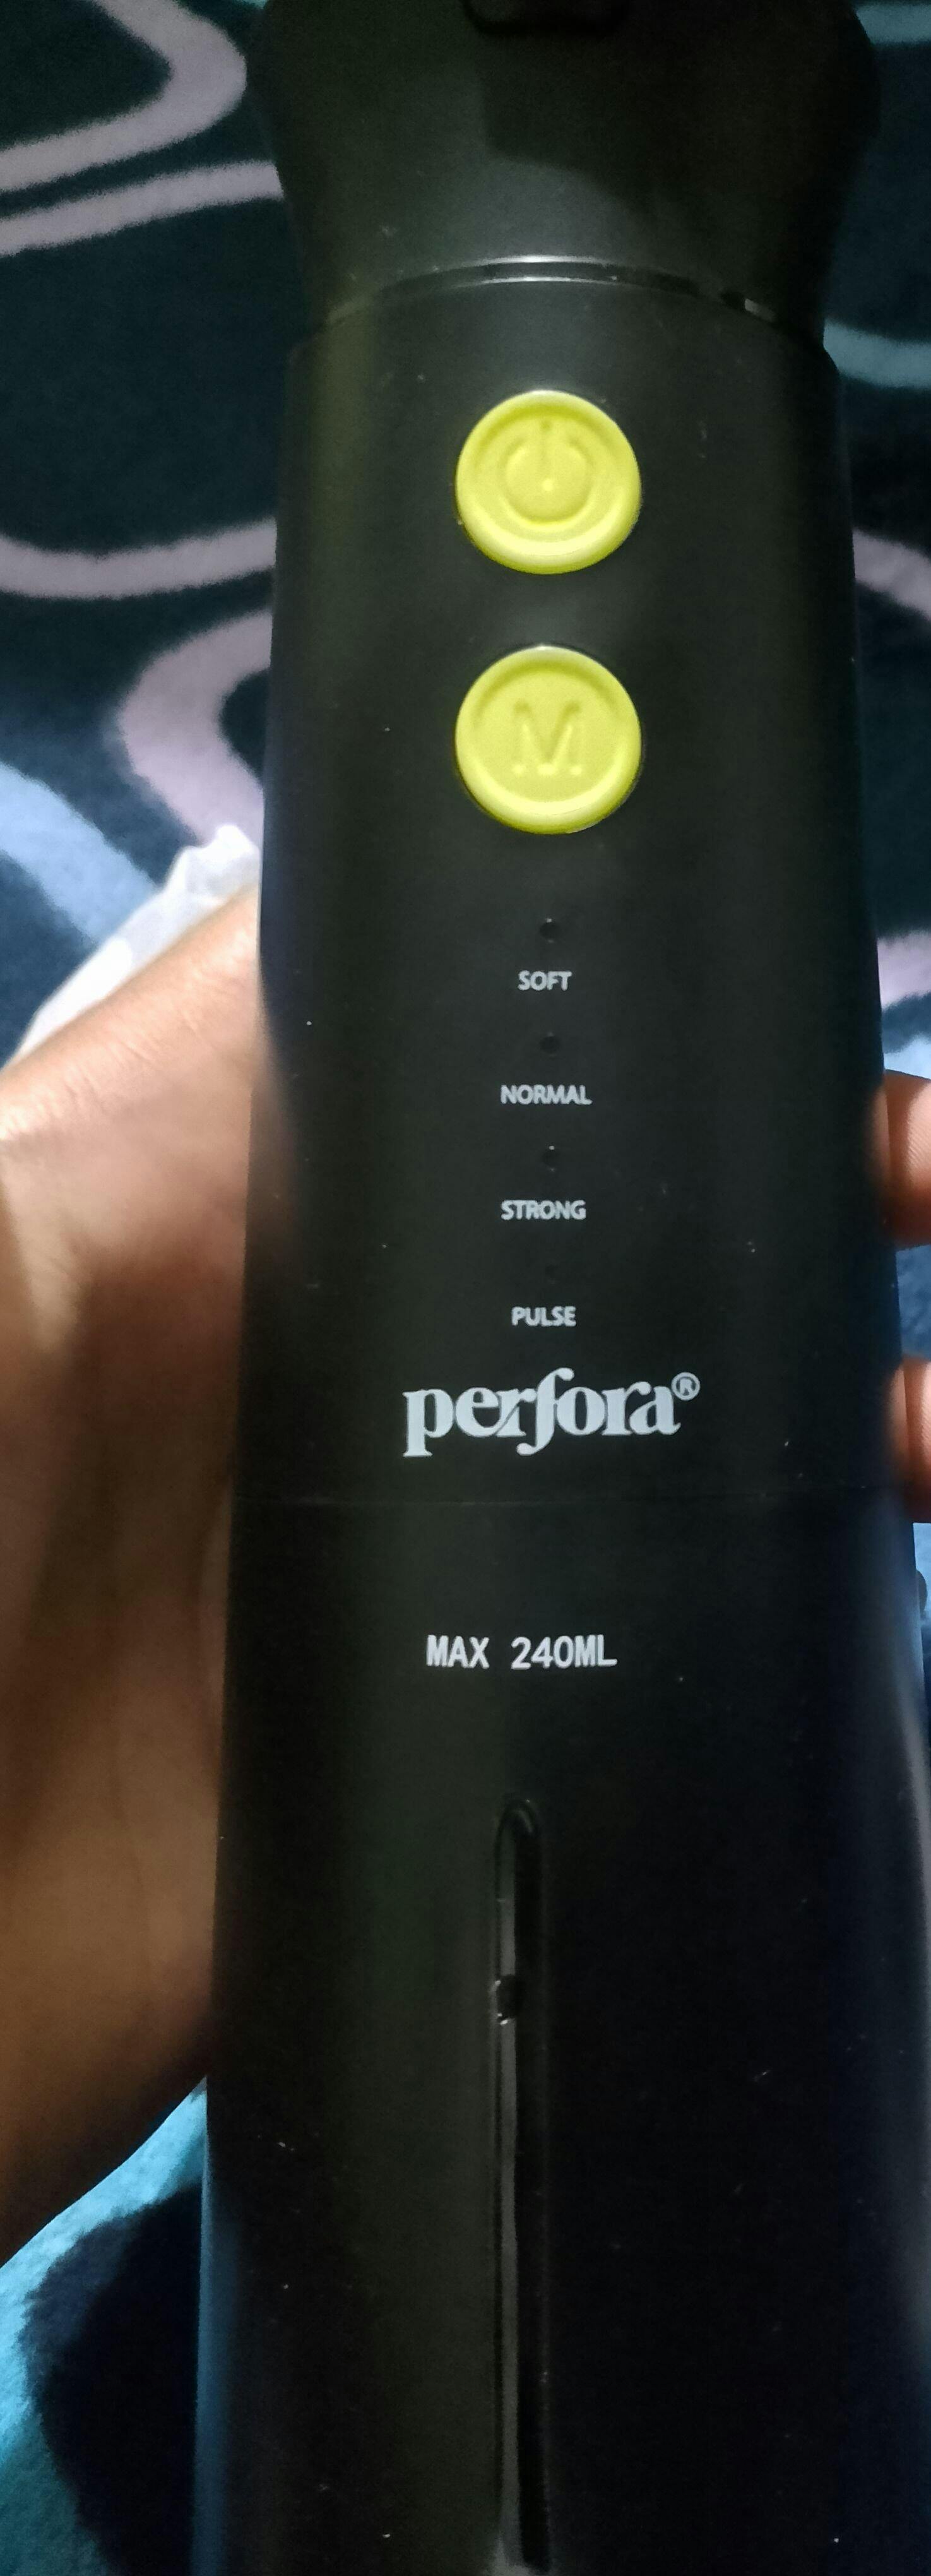 M
SOFT
NORMAL
STRONG
PULSE
perfora®
MAX 240ML